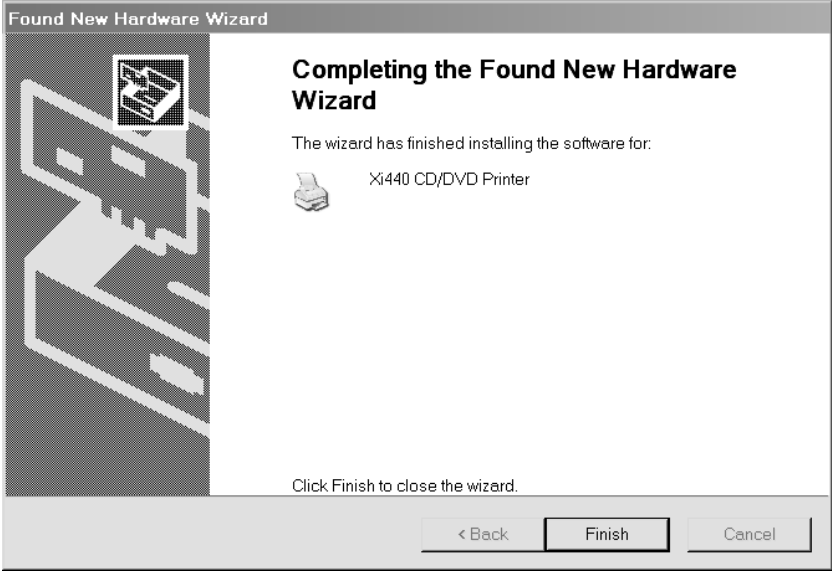 Found New Hardware Wizard
Completing the Found New Hardware
Wizard
The wizard has finished installing the software for:
Xi440 CD/DVD Printer
Click Finish to close the wizard.
< Back
Finish
Cancel